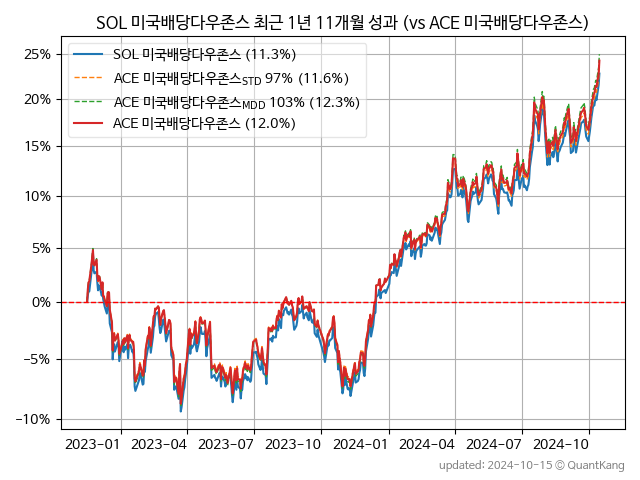 SOL 미국배당다우존스 최근 1년 11개월 성과 (vs ACE 미국배당다우존스)
SOL 미국배당다우존스 (11.3%)
ACE 미국배당다우존스STD 97% (11.6%)
ACE 미국배당다우존스MDD 103% (12.3%)
ACE 미국배당다우존스 (12.0%)
25%
20%
15%
10%
5%
0%
−5%
−10%
2023-01 2023-04 2023-07 2023-10 2024-01 2024-04 2024-07 2024-10
updated: 2024-10-15 © QuantKang